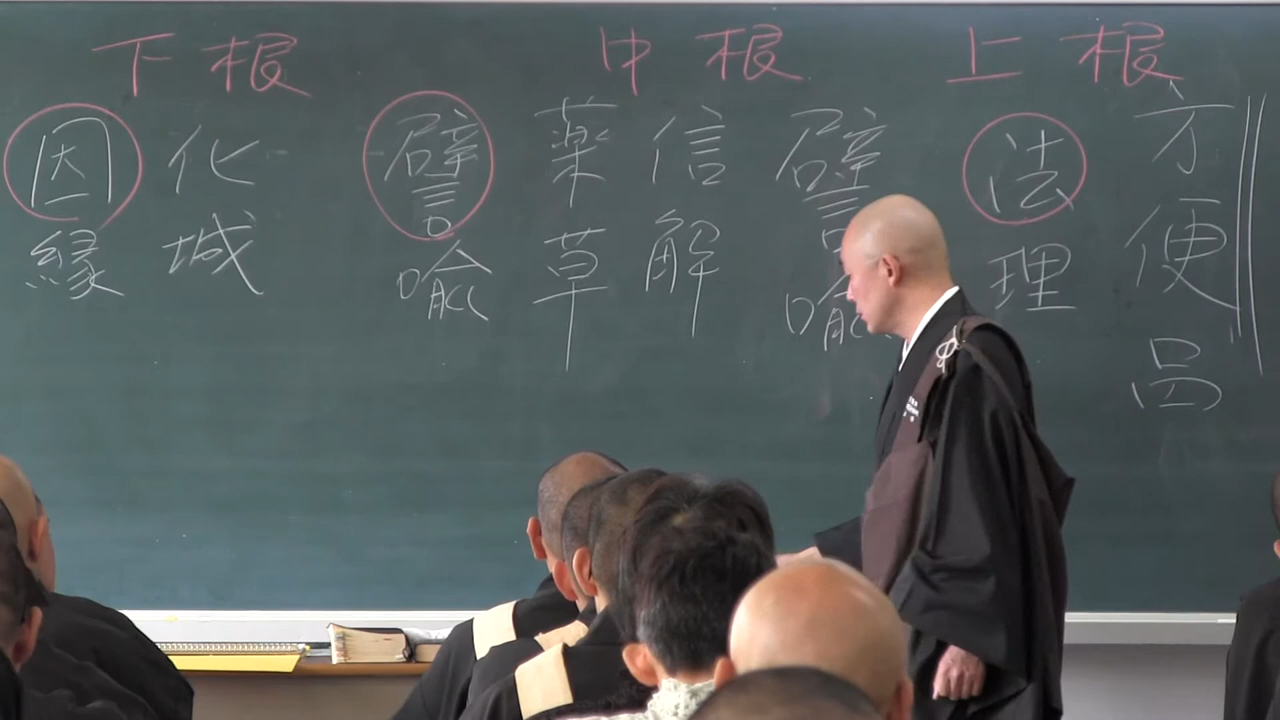 上根
方便品
法理
中根
譬喩
信解
薬草
譬喩
下根
化城
因縁